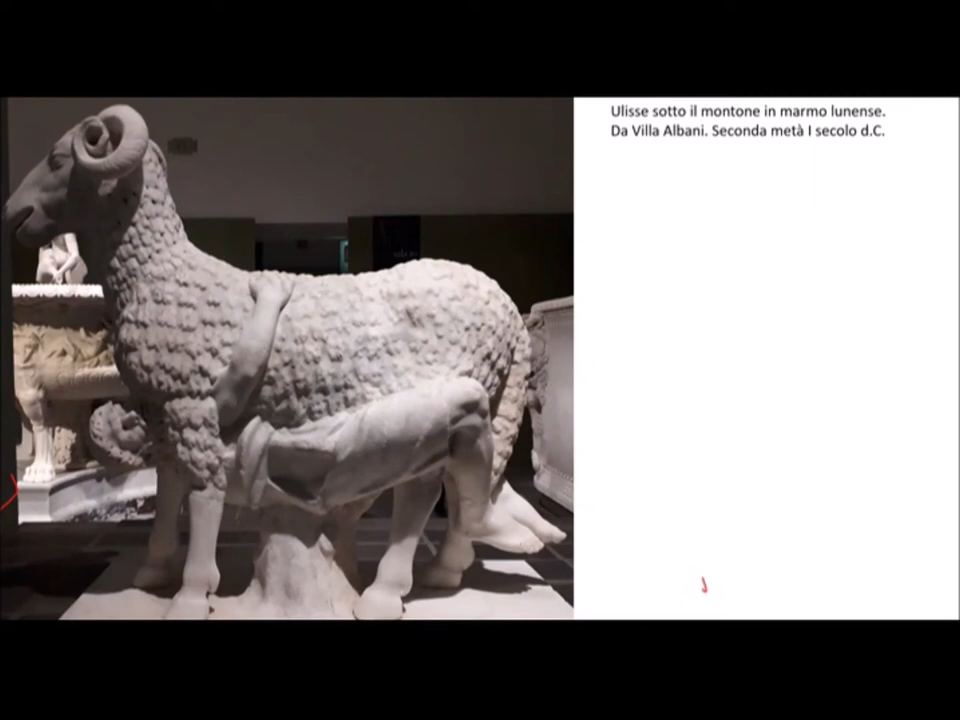 Ulisse sotto il montone in marmo lunense.
Da Villa Albani. Seconda metà I secolo d.C.